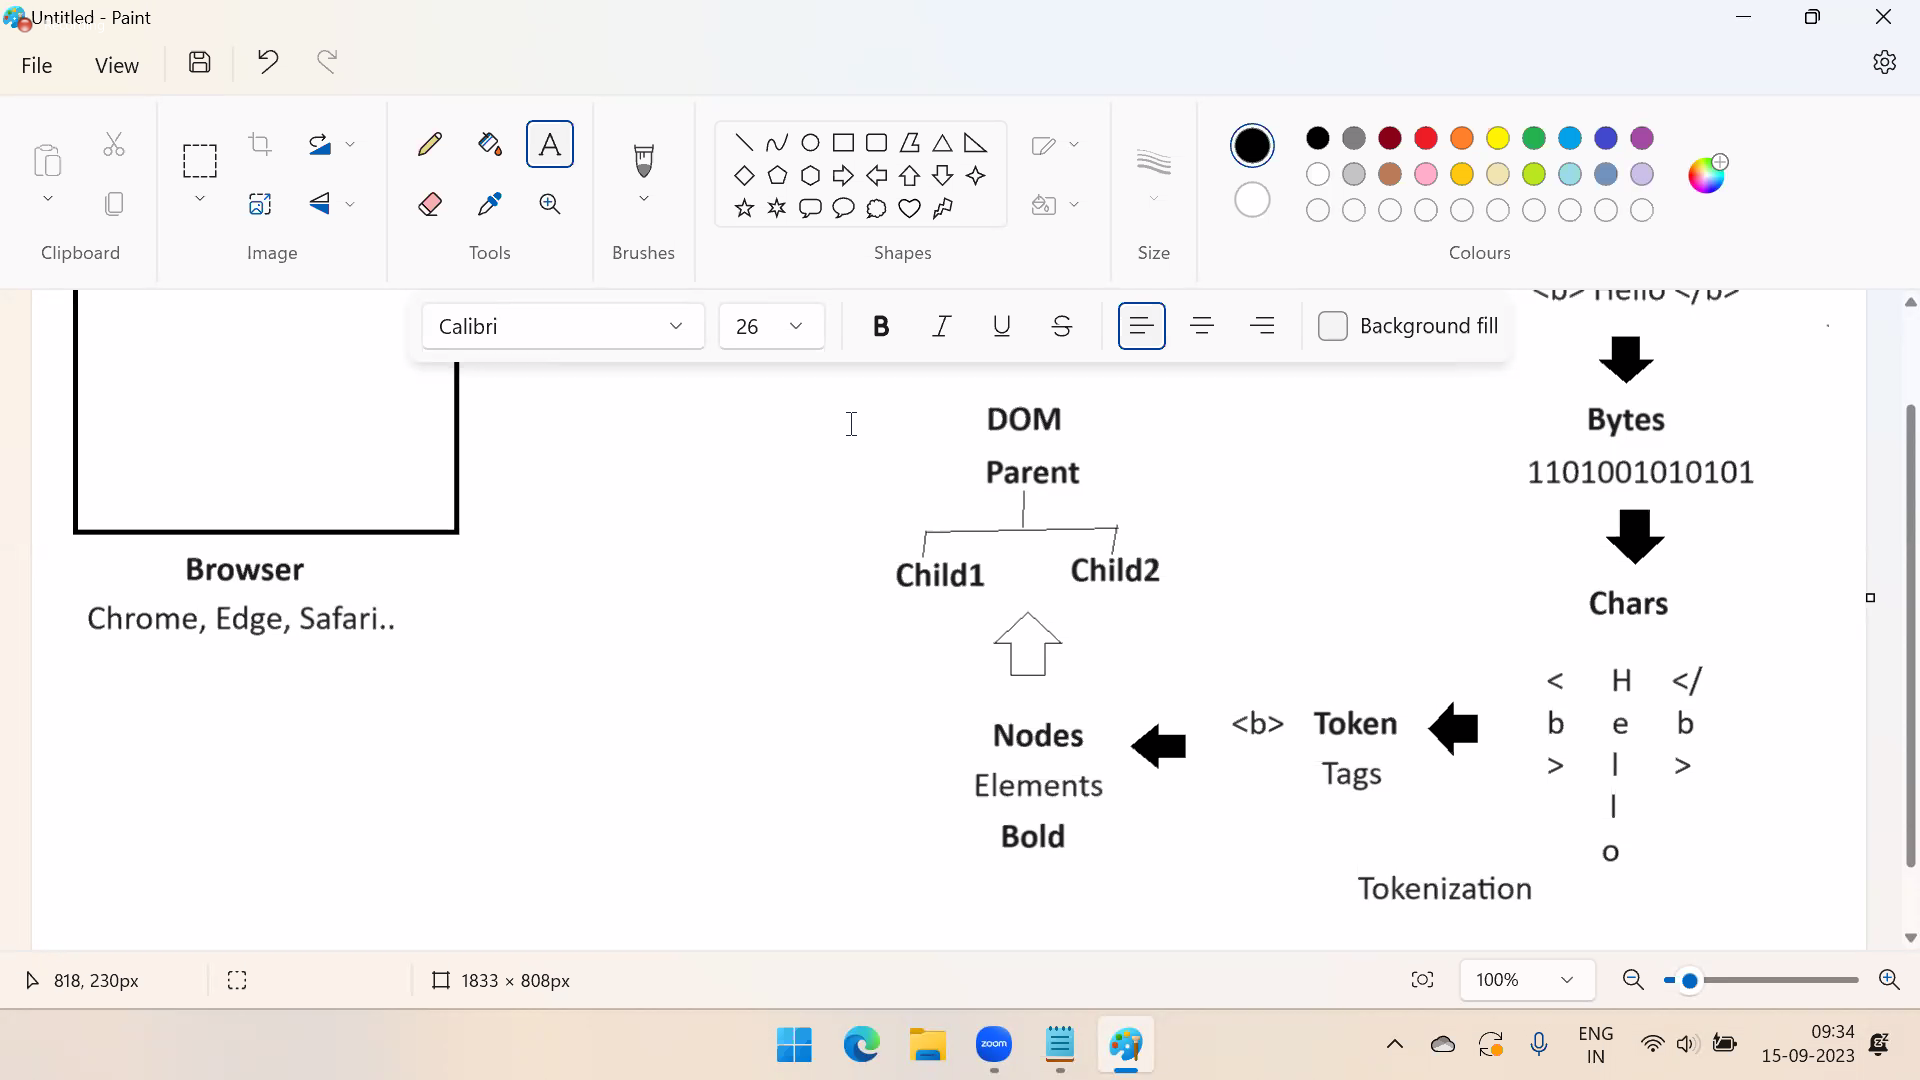 Untitled - Paint
File View
Clipboard
Image
Tools
Brushes
Shapes
Size
Colours
Calibri 26 B I U S Background fill
<b> Hello </b>
DOM
Parent
Child1 Child2
Nodes
Elements
Bold
<b> Token
Tags
Bytes
1101001010101
Chars
< H </
b e b
> l >
l
o
Tokenization
Browser
Chrome, Edge, Safari..
818, 230px
1833 × 808px
100%
zoom
ENG
IN
09:34
15-09-2023